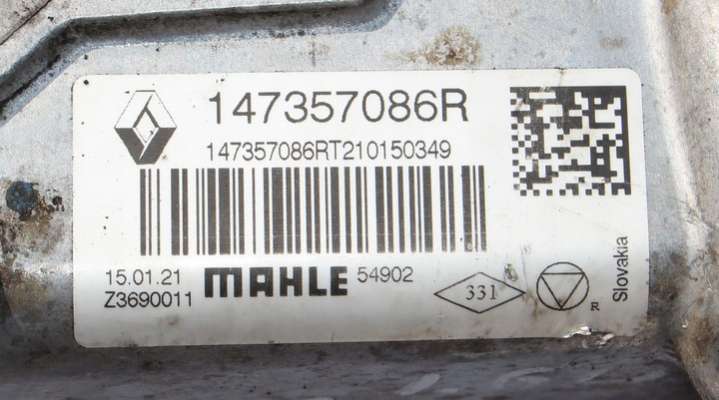 147357086R
147357086RT210150349
15.01.21 MAHLE 54902
Z3690011
331
R
Slovakia